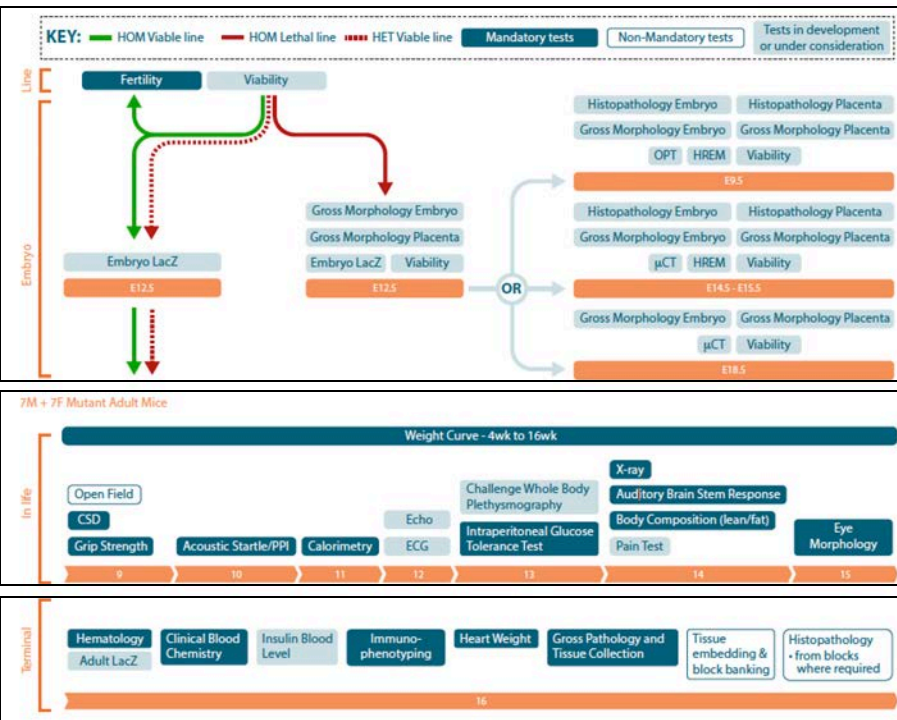 KEY: HOM Viable line HOM Lethal line HET Viable line Mandatory tests Non-Mandatory tests Tests in development
or under consideration
Line
Fertility Viability
Embryo
Histopathology Embryo Histopathology Placenta
Gross Morphology Embryo Gross Morphology Placenta
OPT HREM Viability
E9.5
Gross Morphology Embryo
Gross Morphology Placenta
Embryo LacZ Viability
E12.5
Embryo LacZ
E12.5
OR
Histopathology Embryo Histopathology Placenta
Gross Morphology Embryo Gross Morphology Placenta
µCT HREM Viability
E14.5 - E15.5
Gross Morphology Embryo Gross Morphology Placenta
µCT Viability
E18.5
7M + 7F Mutant Adult Mice
In life
Weight Curve - 4wk to 16wk
Open Field
CSD
Grip Strength
Acoustic Startle/PPI
Calorimetry
Echo
ECG
Challenge Whole Body
Plethysmography
Intraperitoneal Glucose
Tolerance Test
X-ray
Auditory Brain Stem Response
Body Composition (lean/fat)
Pain Test
Eye
Morphology
9 10 11 12 13 14 15
Terminal
Hematology
Adult LacZ
Clinical Blood
Chemistry
Insulin Blood
Level
Immuno-
phenotyping
Heart Weight
Gross Pathology and
Tissue Collection
Tissue
embedding &
block banking
Histopathology
• from blocks
where required
16